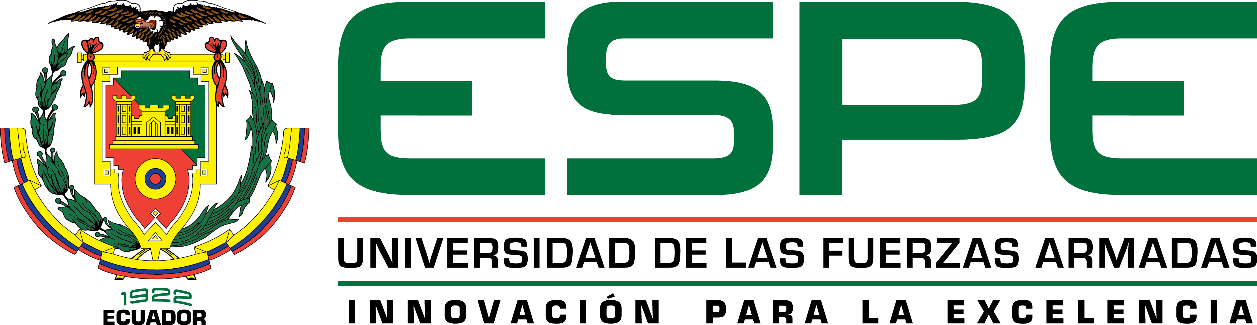 ESPE
UNIVERSIDAD DE LAS FUERZAS ARMADAS
INNOVACIÓN PARA LA EXCELENCIA
1922
ECUADOR